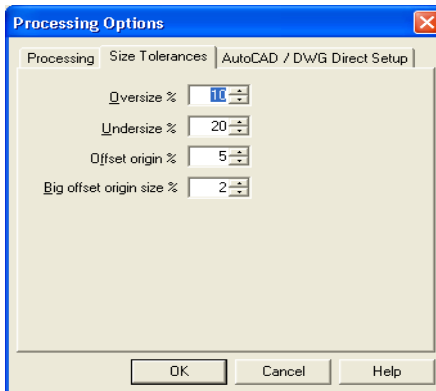 Processing Options
Processing Size Tolerances AutoCAD / DWG Direct Setup
Oversize % 10
Undersize % 20
Offset origin % 5
Big offset origin size % 2
OK Cancel Help